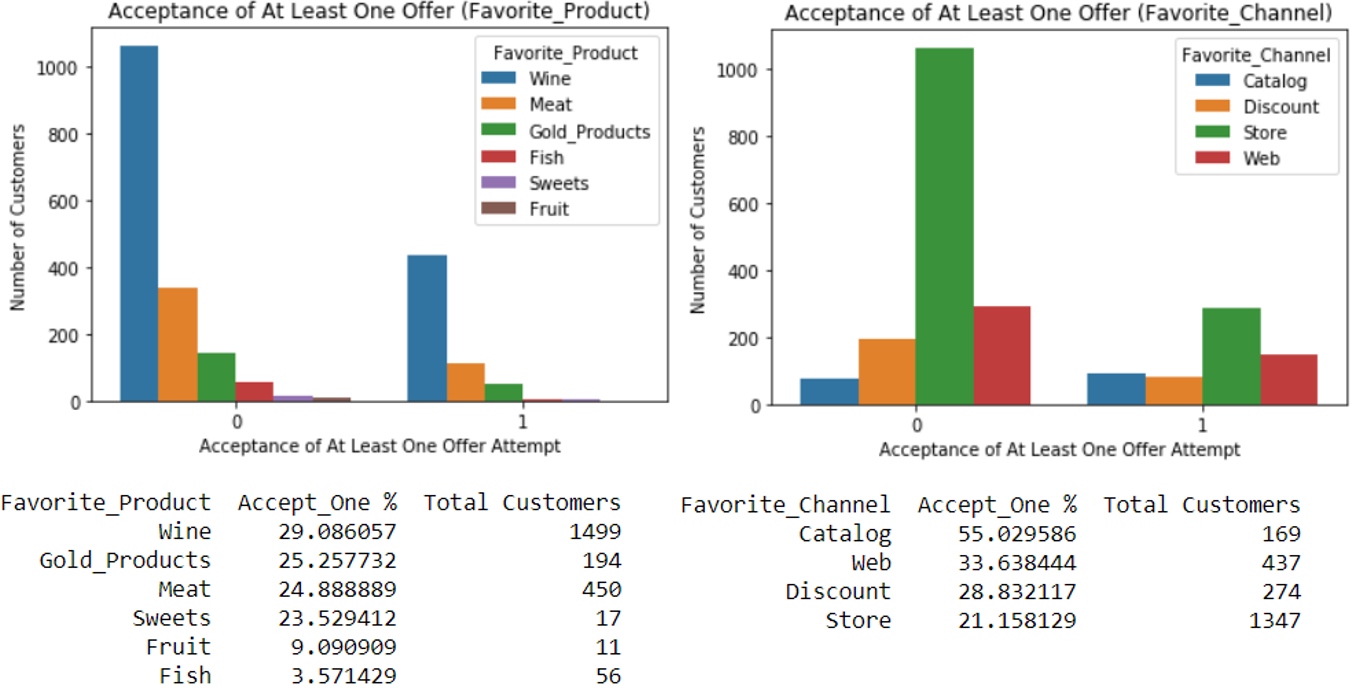 Acceptance of At Least One Offer (Favorite_Product)
Number of Customers
1000
800
600
400
200
0
Favorite_Product
Wine
Meat
Gold_Products
Fish
Sweets
Fruit
0 1
Acceptance of At Least One Offer Attempt
Acceptance of At Least One Offer (Favorite_Channel)
Number of Customers
1000
800
600
400
200
0
Favorite_Channel
Catalog
Discount
Store
Web
0 1
Acceptance of At Least One Offer Attempt
Favorite_Product Accept_One % Total Customers
Wine 29.086057 1499
Gold_Products 25.257732 194
Meat 24.888889 450
Sweets 23.529412 17
Fruit 9.090909 11
Fish 3.571429 56
Favorite_Channel Accept_One % Total Customers
Catalog 55.029586 169
Web 33.638444 437
Discount 28.832117 274
Store 21.158129 1347